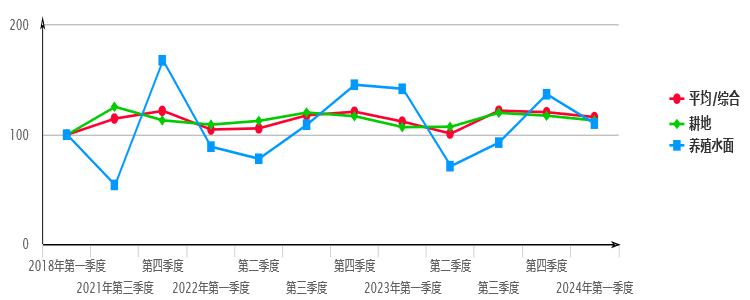 200
100
0
2018年第一季度
2021年第三季度
第四季度
2022年第一季度
第二季度
第三季度
第四季度
2023年第一季度
第二季度
第三季度
第四季度
2024年第一季度
平均/综合
耕地
养殖水面